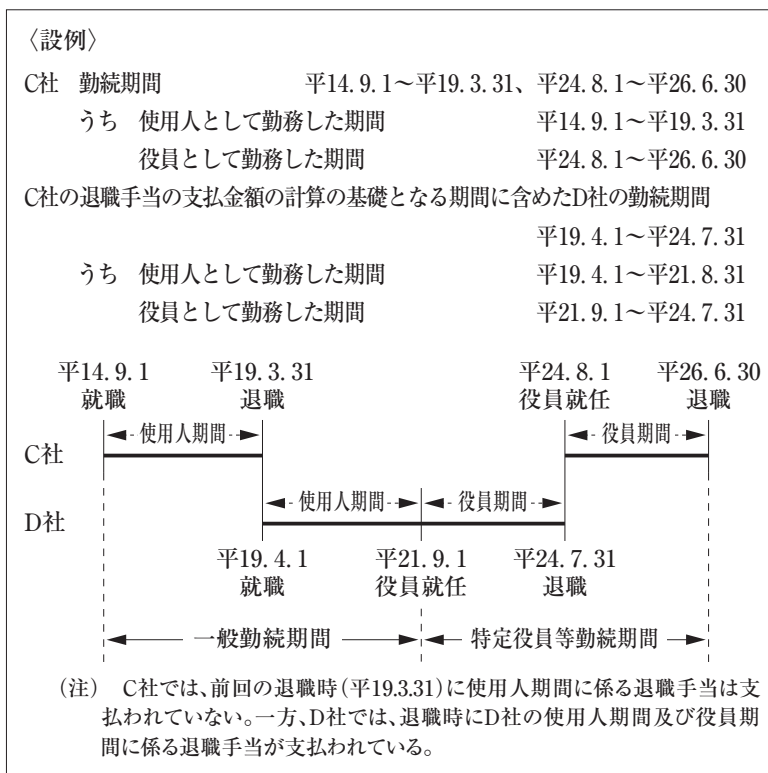 〈設例〉
C社 勤続期間 平14.9.1～平19.3.31、平24.8.1～平26.6.30
うち 使用人として勤務した期間 平14.9.1～平19.3.31
役員として勤務した期間 平24.8.1～平26.6.30
C社の退職手当の支払金額の計算の基礎となる期間に含めたD社の勤続期間
平19.4.1～平24.7.31
うち 使用人として勤務した期間 平19.4.1～平21.8.31
役員として勤務した期間 平21.9.1～平24.7.31
平14.9.1 平19.3.31 平24.8.1 平26.6.30
就職 退職 役員就任 退職
使用人期間 役員期間
C社
使用人期間 役員期間
D社
平19.4.1 平21.9.1 平24.7.31
就職 役員就任 退職
一般勤続期間 特定役員等勤続期間
(注) C社では、前回の退職時(平19.3.31)に使用人期間に係る退職手当は支
払われていない。一方、D社では、退職時にD社の使用人期間及び役員期
間に係る退職手当が支払われている。